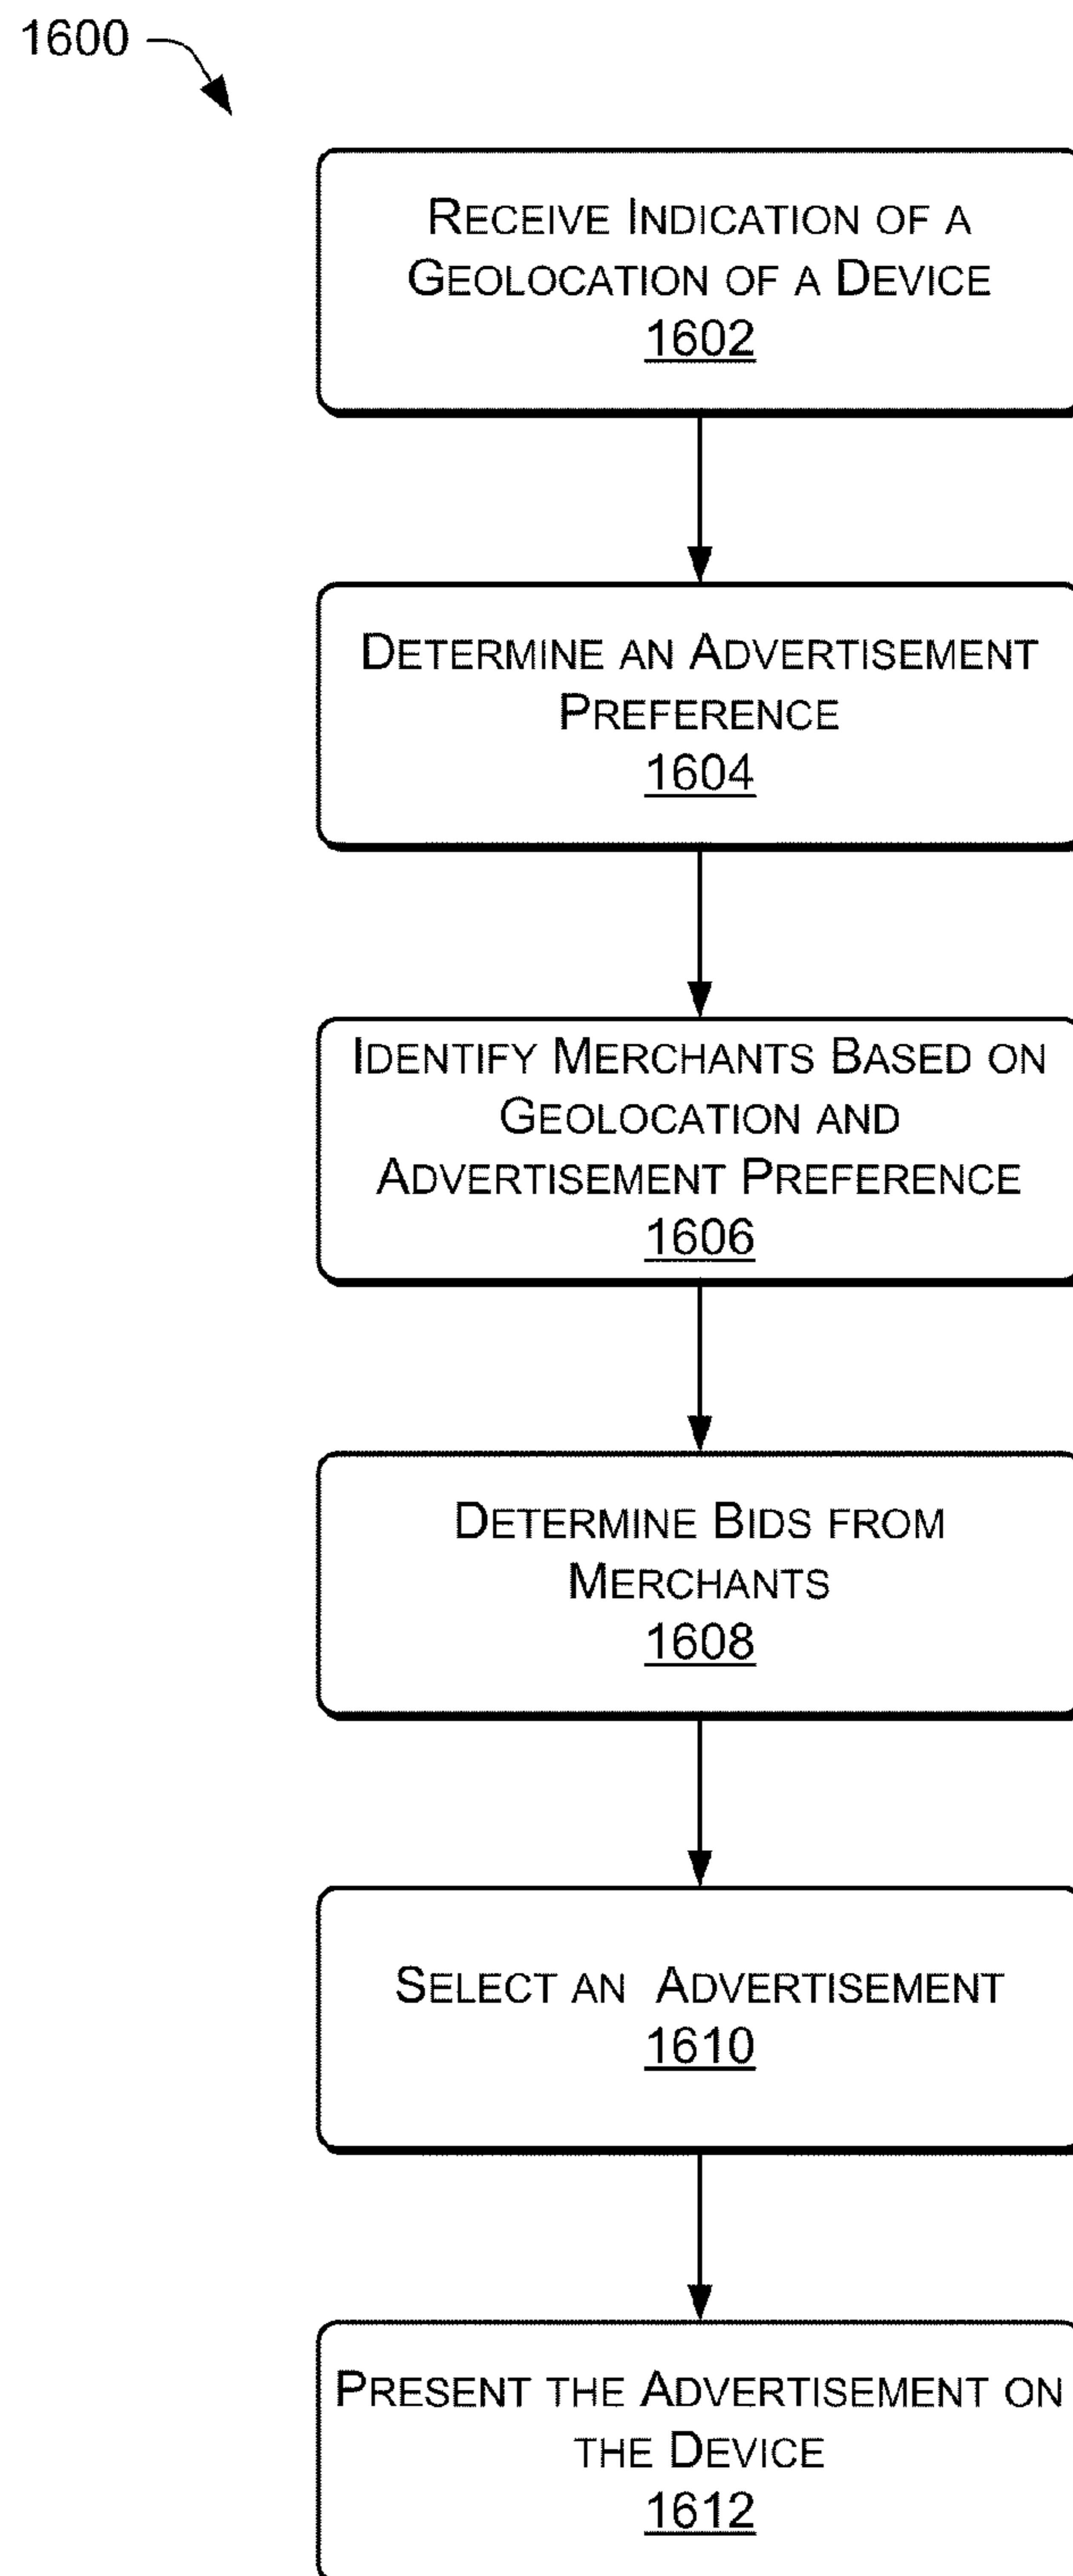 1600
RECEIVE INDICATION OF A
GEOLOCATION OF A DEVICE
1602
DETERMINE AN ADVERTISEMENT
PREFERENCE
1604
IDENTIFY MERCHANTS BASED ON
GEOLOCATION AND
ADVERTISEMENT PREFERENCE
1606
DETERMINE BIDS FROM
MERCHANTS
1608
SELECT AN ADVERTISEMENT
1610
PRESENT THE ADVERTISEMENT ON
THE DEVICE
1612